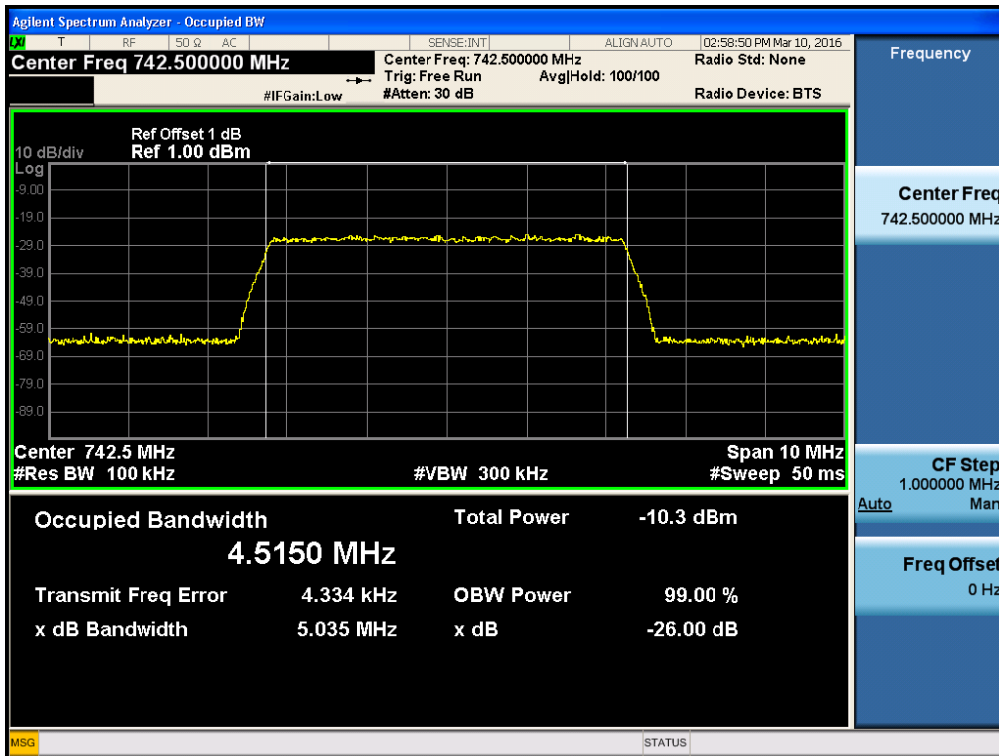 Agilent Spectrum Analyzer - Occupied BW
LXI T RF 50 Ω AC SENSE:INT ALIGN AUTO 02:58:50 PM Mar 10, 2016
Center Freq 742.500000 MHz
Center Freq: 742.500000 MHz Radio Std: None
Trig: Free Run Avg|Hold: 100/100
#IFGain:Low #Atten: 30 dB Radio Device: BTS
Ref Offset 1 dB
10 dB/div Ref 1.00 dBm
Log
-9.00
-19.0
-29.0
-39.0
-49.0
-59.0
-69.0
-79.0
-89.0
Center 742.5 MHz Span 10 MHz
#Res BW 100 kHz #VBW 300 kHz #Sweep 50 ms
Occupied Bandwidth Total Power -10.3 dBm
4.5150 MHz
Transmit Freq Error 4.334 kHz OBW Power 99.00 %
x dB Bandwidth 5.035 MHz x dB -26.00 dB
MSG STATUS
Frequency
Center Freq
742.500000 MHz
CF Step
1.000000 MHz
Auto Man
Freq Offset
0 Hz